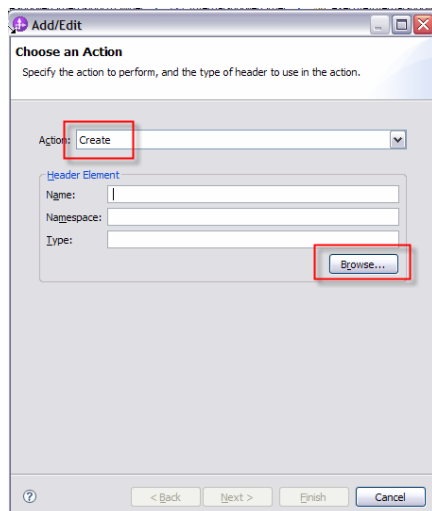 Add/Edit
Choose an Action
Specify the action to perform, and the type of header to use in the action.
Action: Create
Header Element
Name:
Namespace:
Type:
Browse...
< Back Next > Finish Cancel